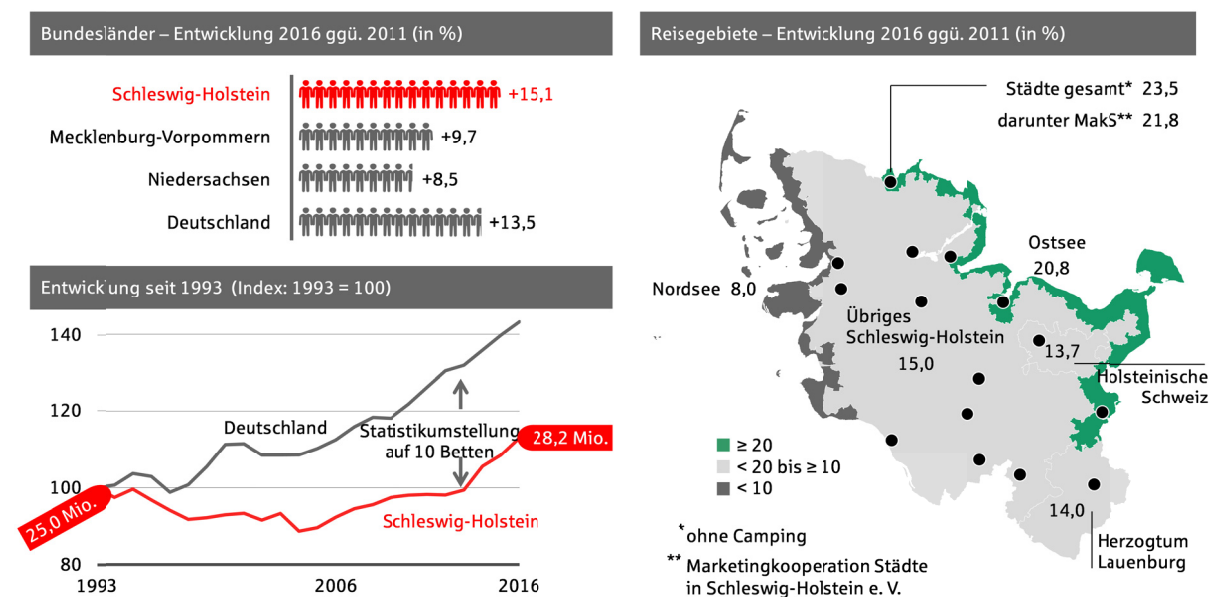 Bundesländer – Entwicklung 2016 ggü. 2011 (in %)
Schleswig-Holstein +15,1
Mecklenburg-Vorpommern +9,7
Niedersachsen +8,5
Deutschland +13,5
Entwicklung seit 1993 (Index: 1993 = 100)
140
120
100
80
Deutschland
Statistikumstellung
auf 10 Betten
28,2 Mio.
25,0 Mio.
Schleswig-Holstein
1993 2006 2016
Reisegebiete – Entwicklung 2016 ggü. 2011 (in %)
Städte gesamt* 23,5
darunter MakS** 21,8
Ostsee
20,8
Nordsee 8,0
Übriges
Schleswig-Holstein
15,0
13,7
Holsteinische
Schweiz
≥ 20
< 20 bis ≥ 10
< 10
14,0
Herzogtum
Lauenburg
* ohne Camping
** Marketingkooperation Städte
in Schleswig-Holstein e. V.